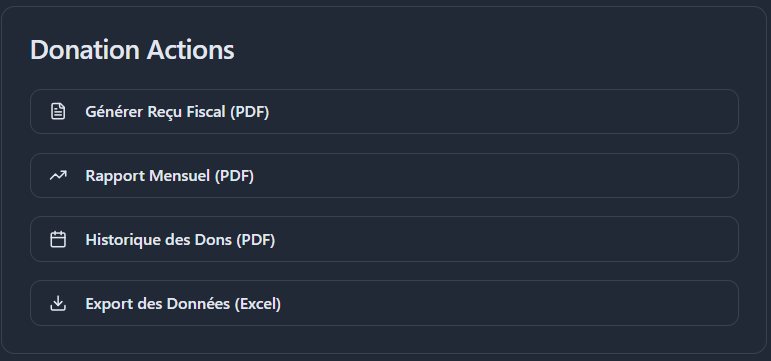 Donation Actions
Générer Reçu Fiscal (PDF)
Rapport Mensuel (PDF)
Historique des Dons (PDF)
Export des Données (Excel)